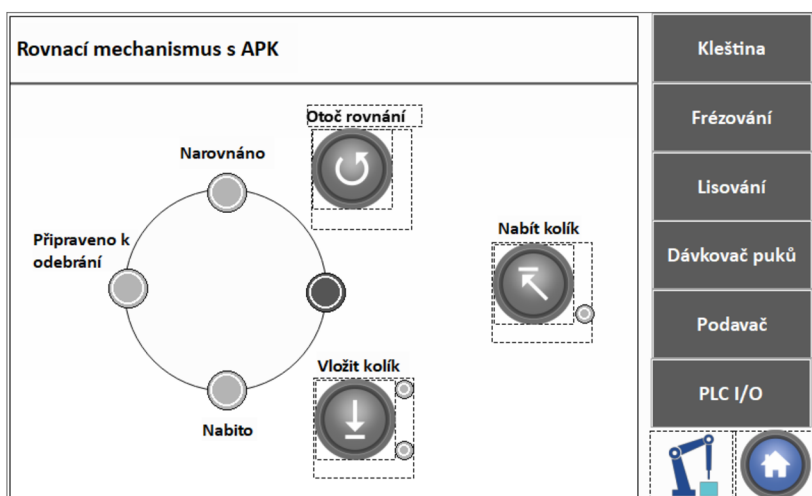 Rovnací mechanismus s APK
Kleština
Frézování
Lisování
Dávkovač puků
Podavač
PLC I/O
Otoč rovnání
Narovnáno
Připraveno k
odebrání
Nabít kolík
Vložit kolík
Nabito